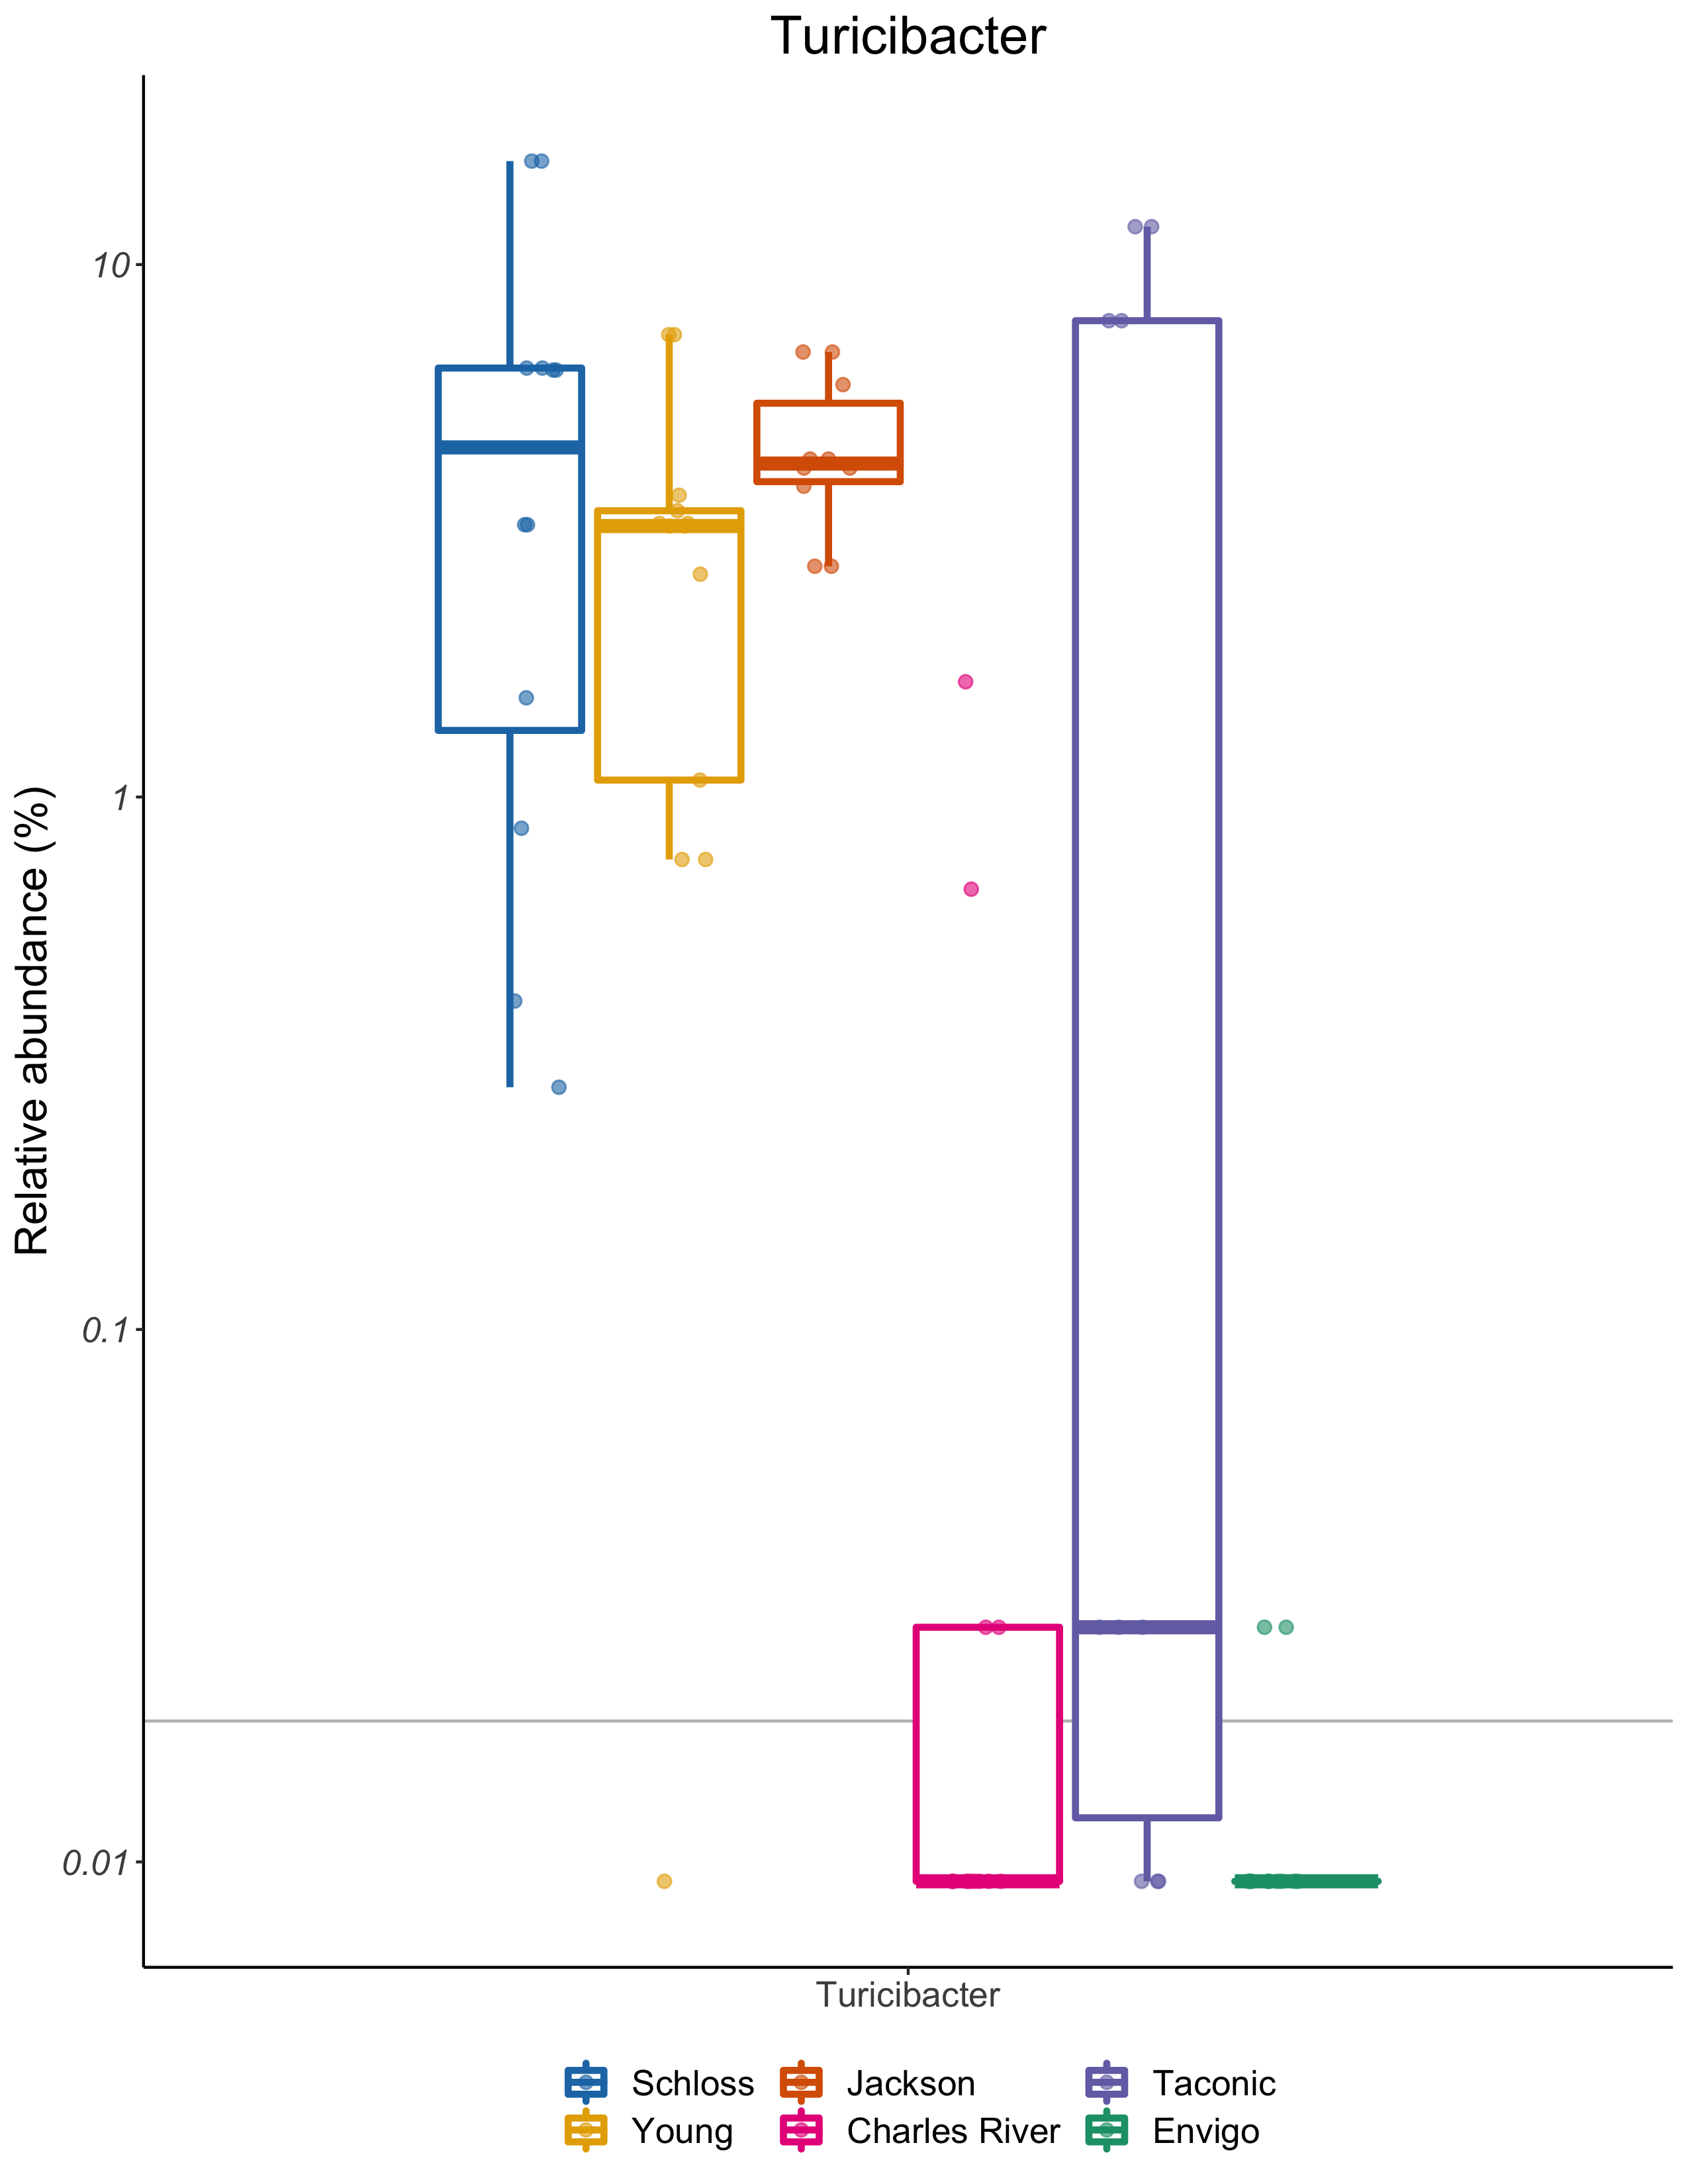 Turicibacter
Relative abundance (%)
10
1
0.1
0.01
Turicibacter
Schloss Jackson Taconic
Young Charles River Envigo